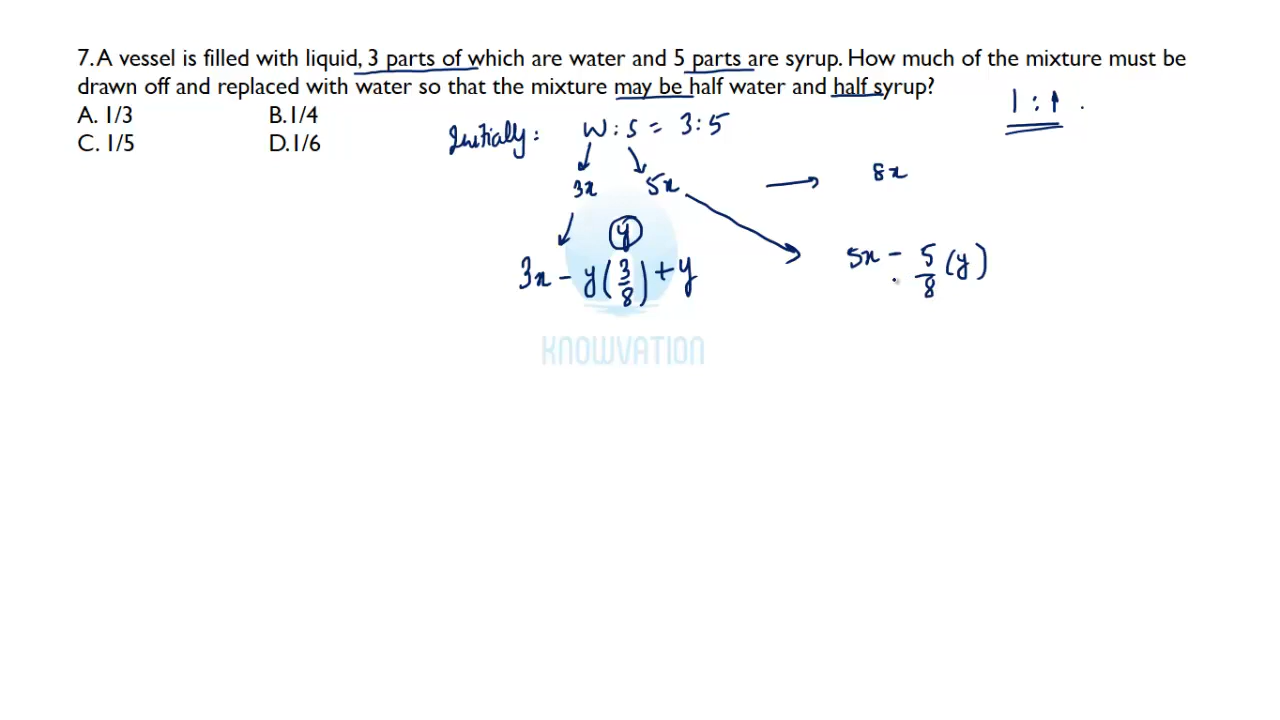 7.A vessel is filled with liquid, 3 parts of which are water and 5 parts are syrup. How much of the mixture must be
drawn off and replaced with water so that the mixture may be half water and half syrup?
A. 1/3 B.1/4
C. 1/5 D.1/6
1 : 1
Initially : W : S = 3 : 5
3x 5x → 8x
y
3x - y(3/8) + y 5x - 5/8 (y)
KNOWVATION